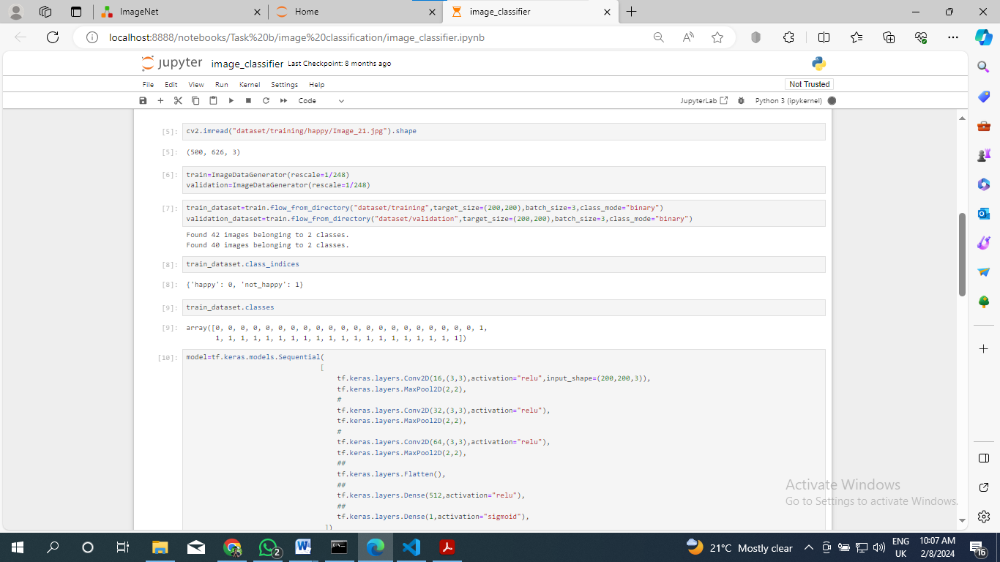 ImageNet
Home
image_classifier
localhost:8888/notebooks/Task%20b/image%20classification/image_classifier.ipynb
jupyter image_classifier Last Checkpoint: 8 months ago
File Edit View Run Kernel Settings Help Not Trusted
Code JupyterLab Python 3 (ipykernel)
[5]: cv2.imread("dataset/training/happy/Image_21.jpg").shape
[5]: (500, 626, 3)
[6]: train=ImageDataGenerator(rescale=1/248)
validation=ImageDataGenerator(rescale=1/248)
[7]: train_dataset=train.flow_from_directory("dataset/training",target_size=(200,200),batch_size=3,class_mode="binary")
validation_dataset=train.flow_from_directory("dataset/validation",target_size=(200,200),batch_size=3,class_mode="binary")
Found 42 images belonging to 2 classes.
Found 40 images belonging to 2 classes.
[8]: train_dataset.class_indices
[8]: {'happy': 0, 'not_happy': 1}
[9]: train_dataset.classes
[9]: array([0, 0, 0, 0, 0, 0, 0, 0, 0, 0, 0, 0, 0, 0, 0, 0, 0, 0, 0, 0, 0, 1,
1, 1, 1, 1, 1, 1, 1, 1, 1, 1, 1, 1, 1, 1, 1, 1, 1, 1, 1, 1])
[10]: model=tf.keras.models.Sequential(
[
tf.keras.layers.Conv2D(16,(3,3),activation="relu",input_shape=(200,200,3)),
tf.keras.layers.MaxPool2D(2,2),
#
tf.keras.layers.Conv2D(32,(3,3),activation="relu"),
tf.keras.layers.MaxPool2D(2,2),
#
tf.keras.layers.Conv2D(64,(3,3),activation="relu"),
tf.keras.layers.MaxPool2D(2,2),
##
tf.keras.layers.Flatten(),
##
tf.keras.layers.Dense(512,activation="relu"),
##
tf.keras.layers.Dense(1,activation="sigmoid"),
])
Activate Windows
Go to Settings to activate Windows.
2
21°C Mostly clear
ENG
UK
10:07 AM
2/8/2024
16